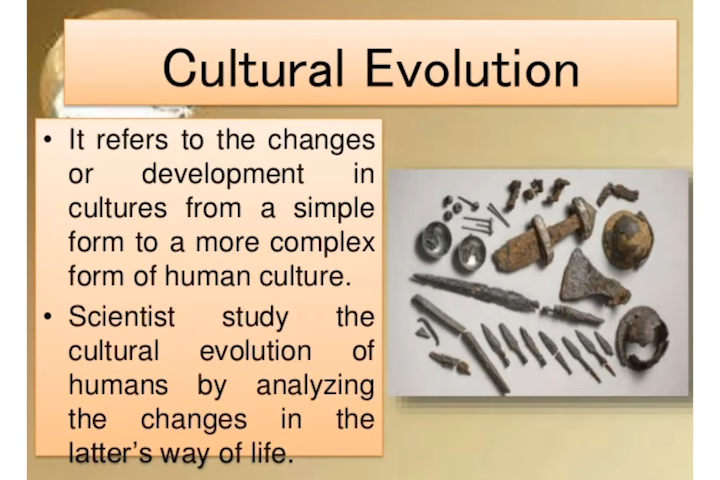 Cultural Evolution
• It refers to the changes
or development in
cultures from a simple
form to a more complex
form of human culture.
• Scientist study the
cultural evolution of
humans by analyzing
the changes in the
latter’s way of life.